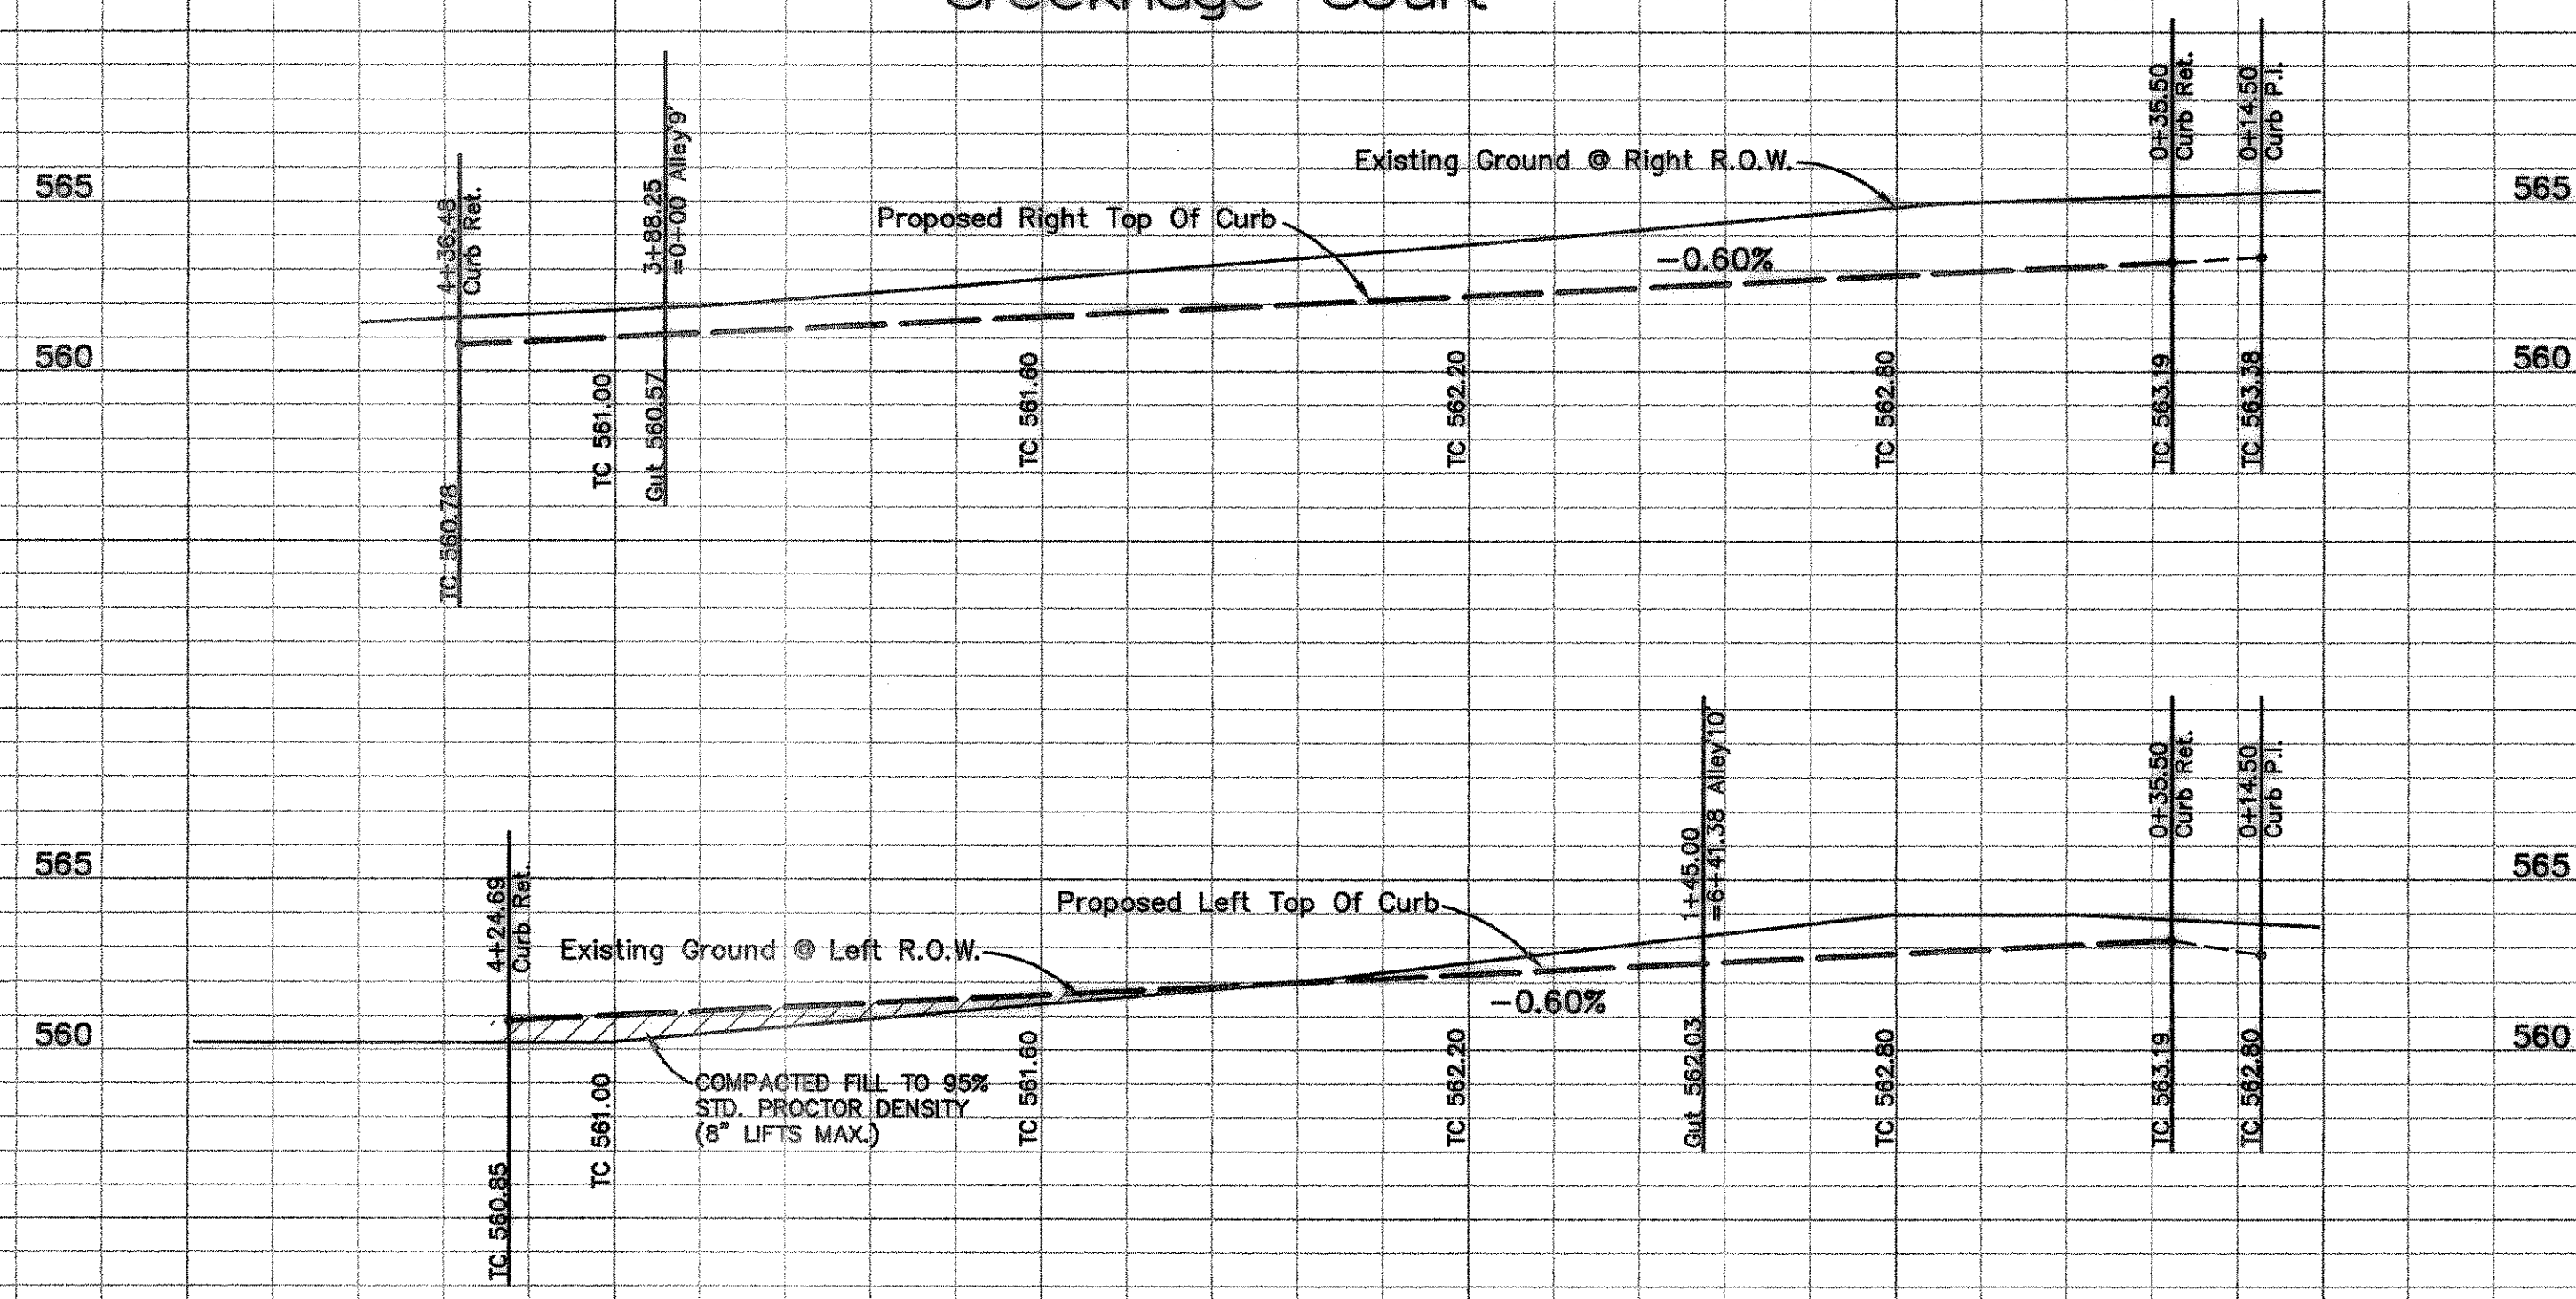 Creekridge Court
0+35.50
Curb Ret.
0+14.50
Curb P.I.
3+88.25
=0+00 Alley'9'
4+36.48
Curb Ret.
Existing Ground @ Right R.O.W.
Proposed Right Top Of Curb
565
565
-0.60%
560
560
TC 560.78
TC 561.00
Gut 560.57
TC 561.60
TC 562.20
TC 562.80
TC 563.19
TC 563.38
0+35.50
Curb Ret.
0+14.50
Curb P.I.
1+45.00
=6+41.38 Alley'10'
4+24.69
Curb Ret.
565
565
Proposed Left Top Of Curb
Existing Ground @ Left R.O.W.
-0.60%
560
560
COMPACTED FILL TO 95%
STD. PROCTOR DENSITY
(8" LIFTS MAX.)
TC 560.85
TC 561.00
TC 561.60
TC 562.20
Gut 562.03
TC 562.80
TC 563.19
TC 562.80